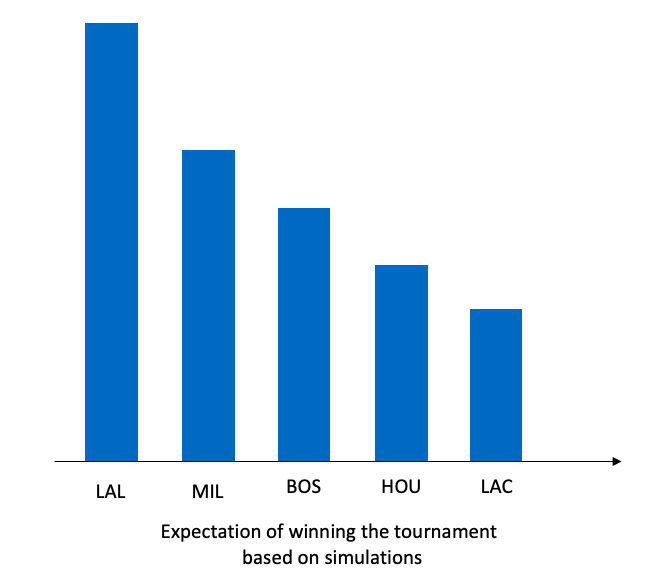 LAL MIL BOS HOU LAC
Expectation of winning the tournament
based on simulations